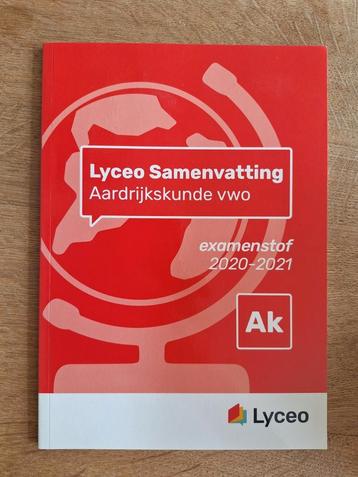 Lyceo Samenvatting
Aardrijkskunde vwo
examenstof
2020-2021
Ak
Lyceo